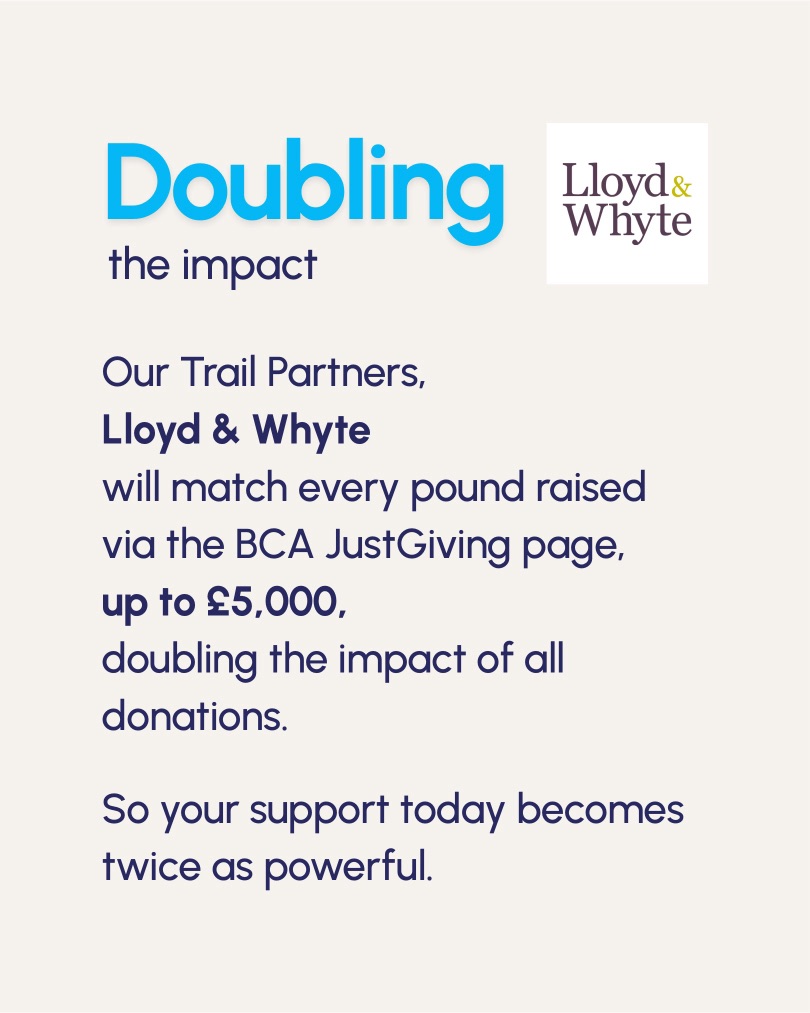 Doubling
the impact
Lloyd &
Whyte
Our Trail Partners,
Lloyd & Whyte
will match every pound raised
via the BCA JustGiving page,
up to £5,000,
doubling the impact of all
donations.
So your support today becomes
twice as powerful.